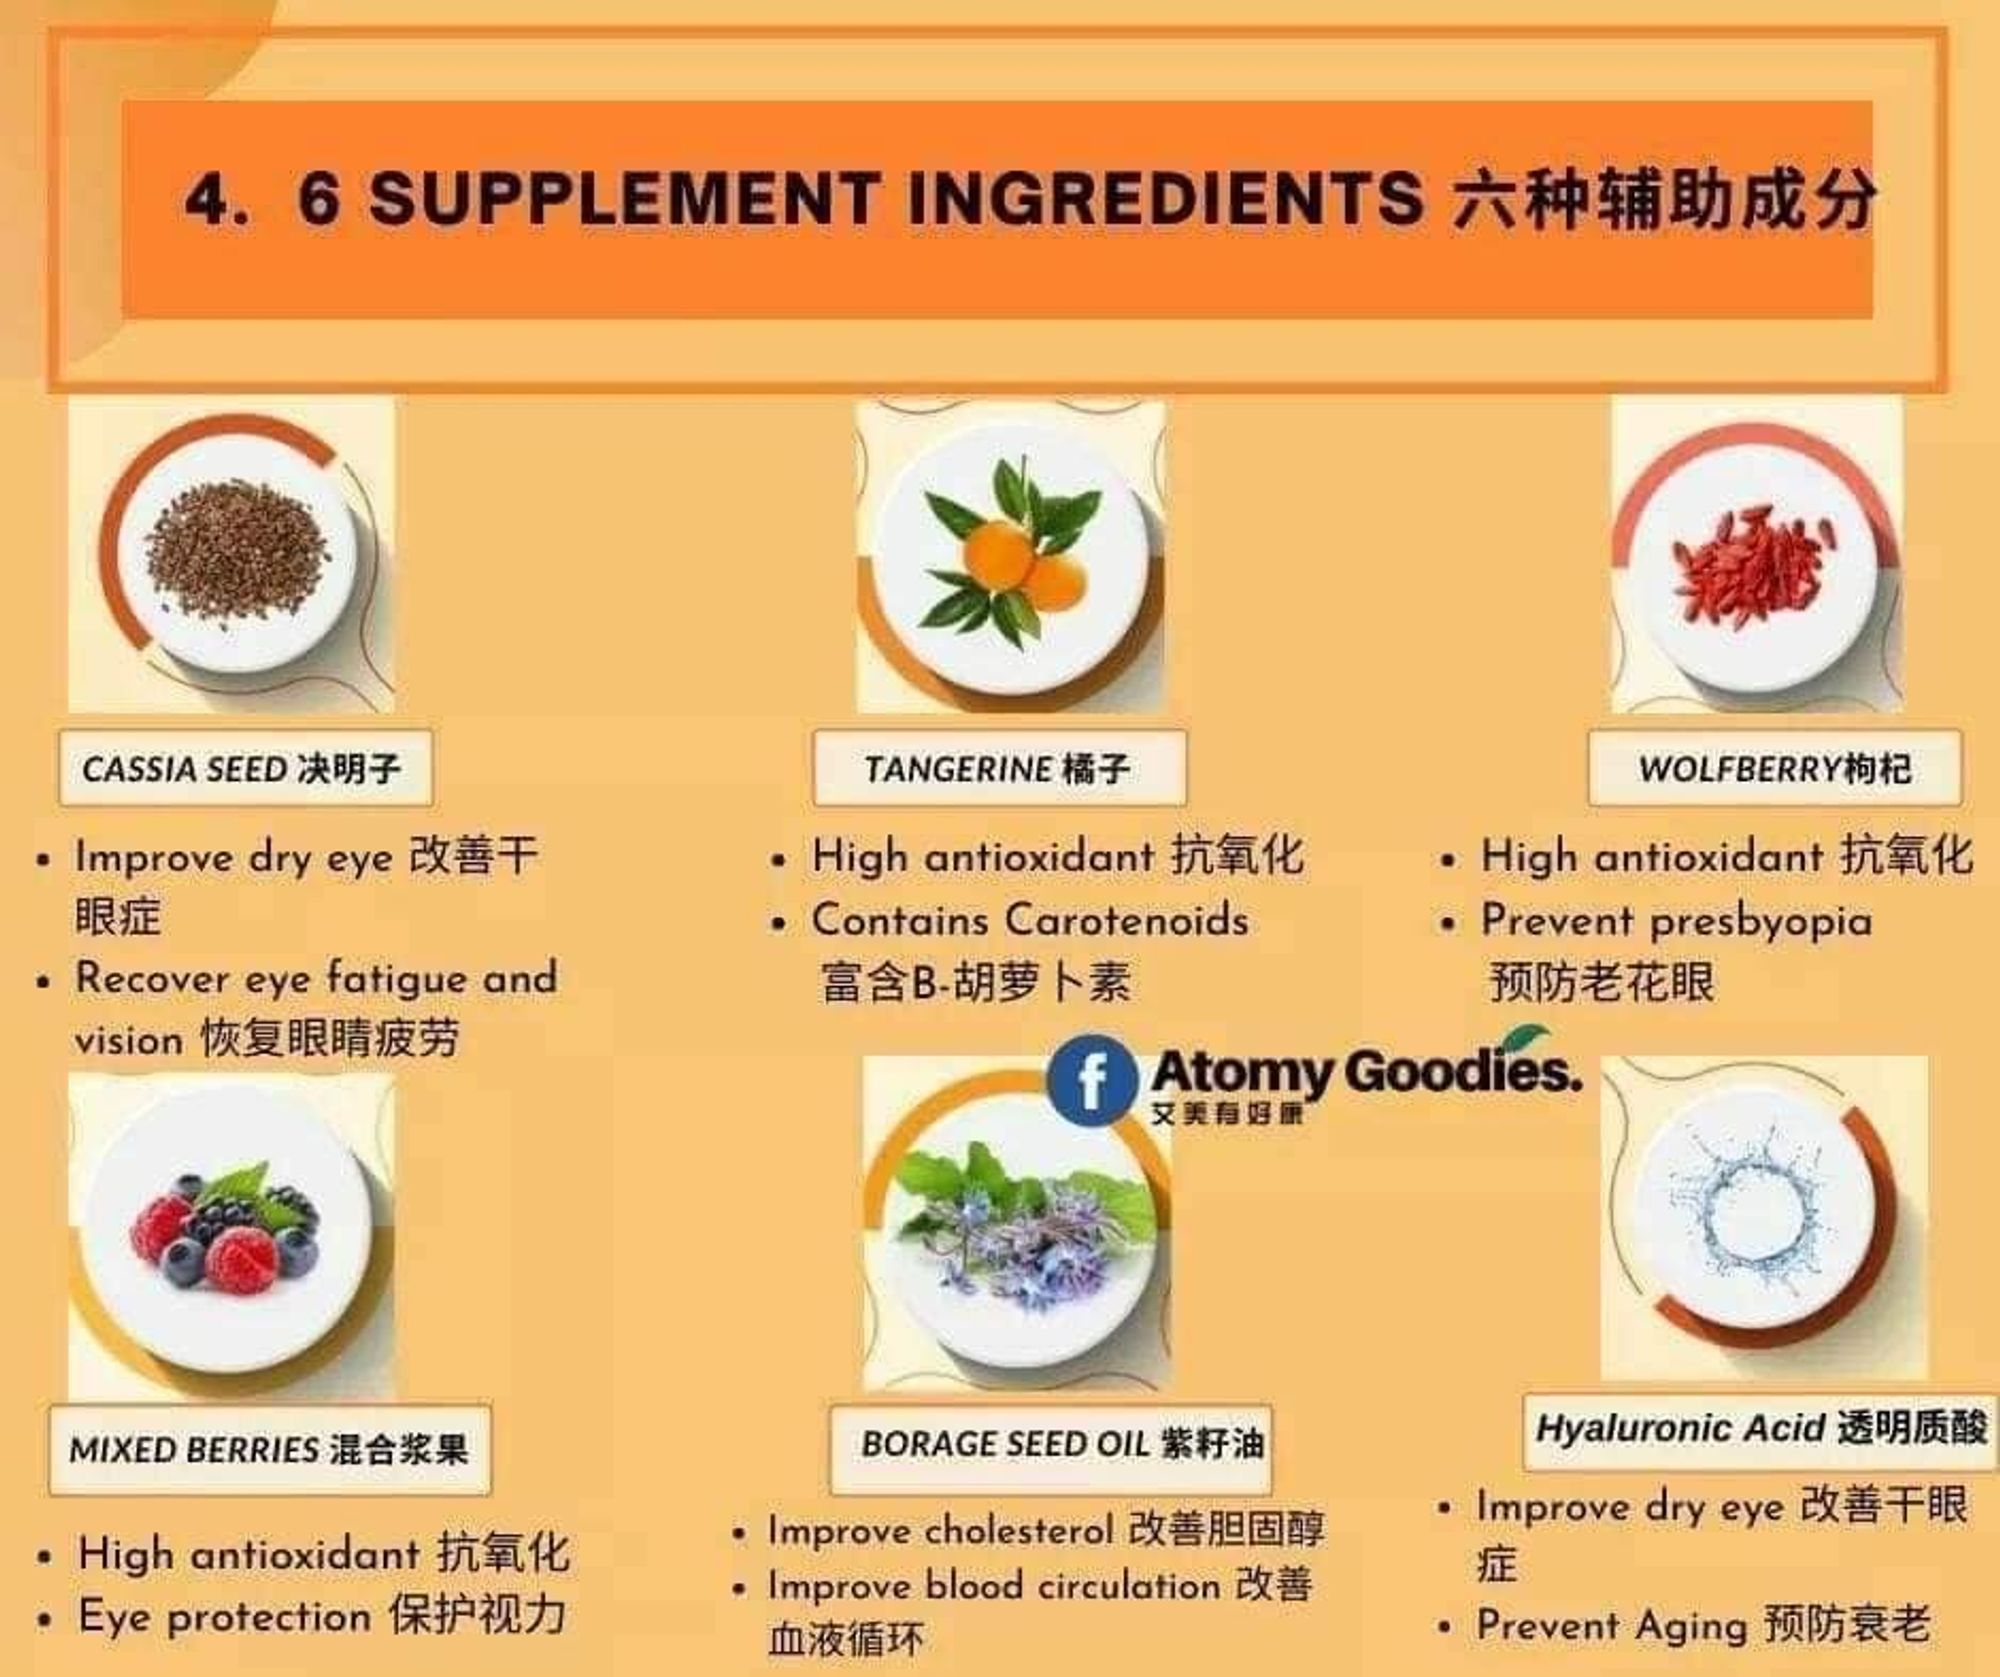 4. 6 SUPPLEMENT INGREDIENTS 六种辅助成分
CASSIA SEED 决明子
• Improve dry eye 改善干
眼症
• Recover eye fatigue and
vision 恢复眼睛疲劳
TANGERINE 橘子
• High antioxidant 抗氧化
• Contains Carotenoids
富含B-胡萝卜素
WOLFBERRY枸杞
• High antioxidant 抗氧化
• Prevent presbyopia
预防老花眼
f Atomy Goodies.
艾美有好康
MIXED BERRIES 混合浆果
• High antioxidant 抗氧化
• Eye protection 保护视力
BORAGE SEED OIL 紫籽油
• Improve cholesterol 改善胆固醇
• Improve blood circulation 改善
血液循环
Hyaluronic Acid 透明质酸
• Improve dry eye 改善干眼
症
• Prevent Aging 预防衰老